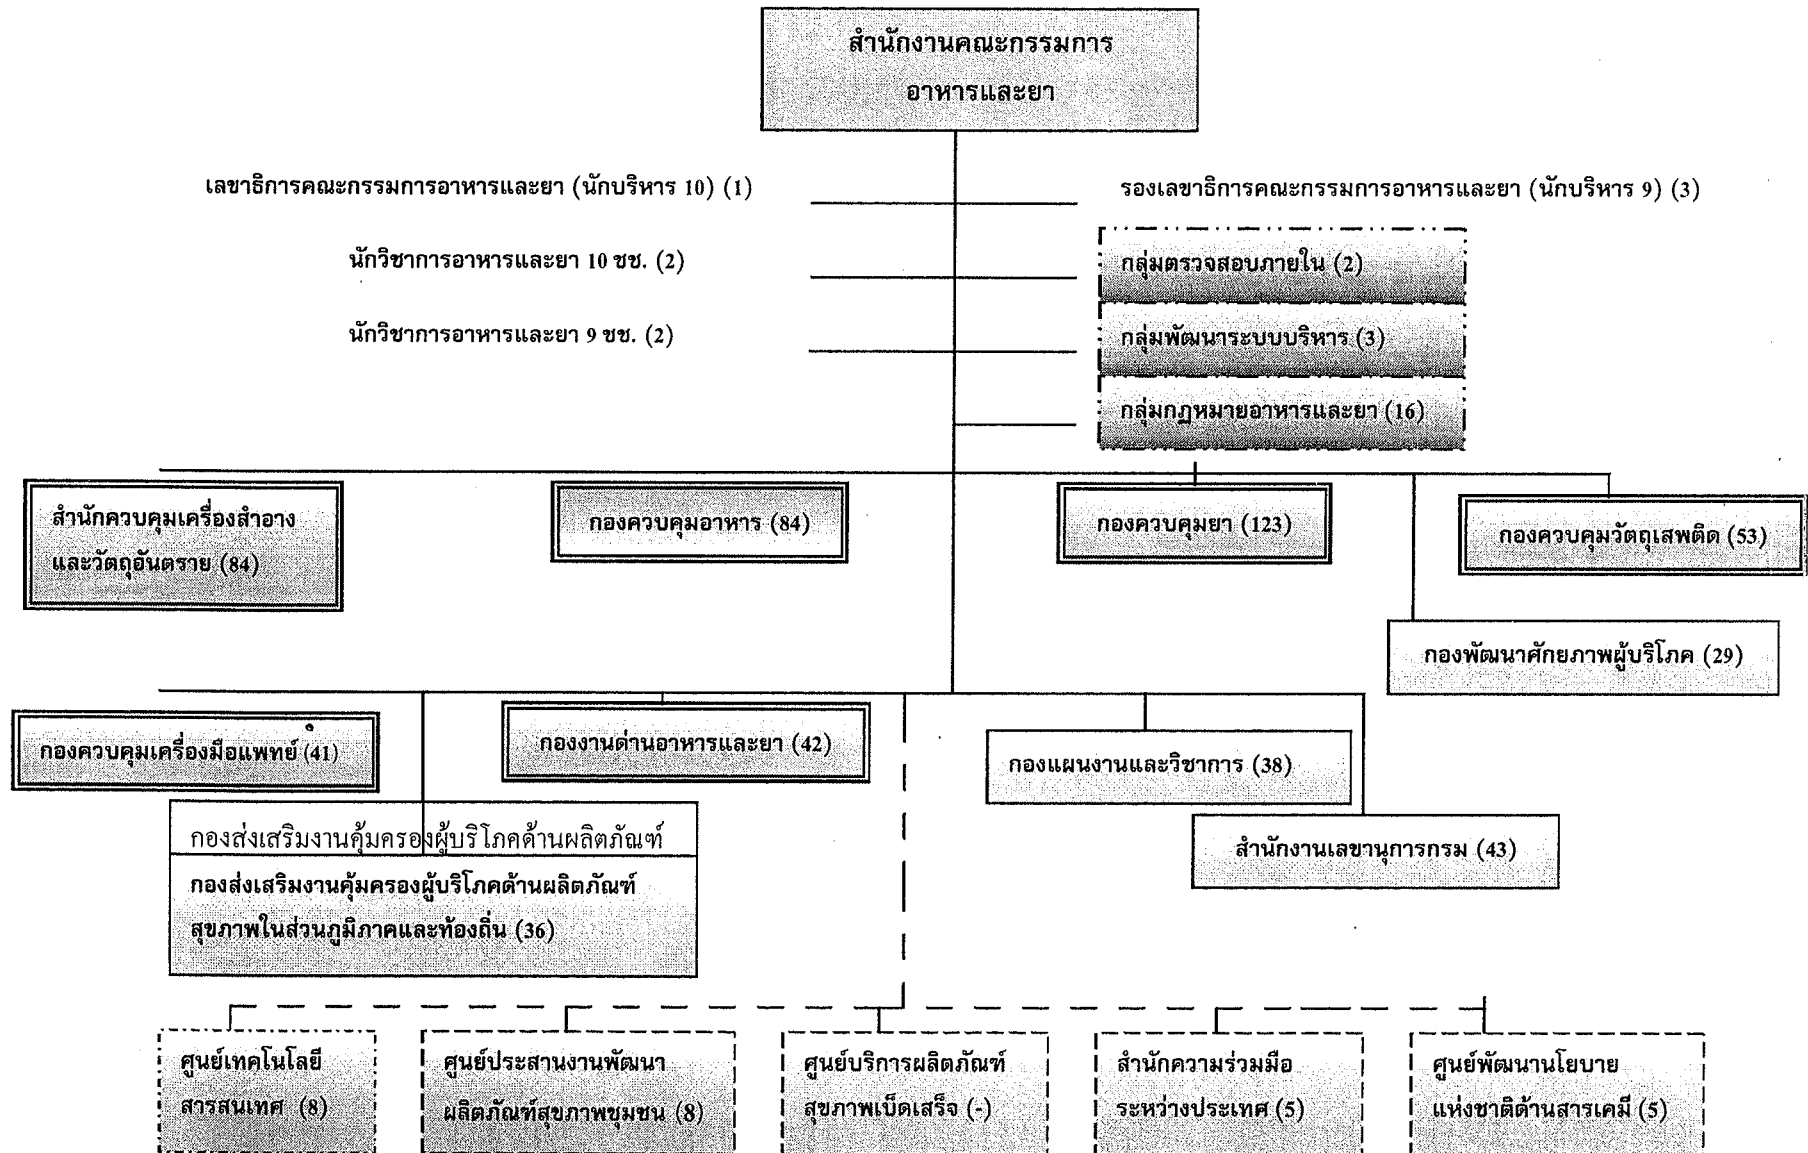 สำนักงานคณะกรรมการ
อาหารและยา
เลขาธิการคณะกรรมการอาหารและยา (นักบริหาร 10) (1)
รองเลขาธิการคณะกรรมการอาหารและยา (นักบริหาร 9) (3)
นักวิชาการอาหารและยา 10 ชช. (2)
กลุ่มตรวจสอบภายใน (2)
นักวิชาการอาหารและยา 9 ชช. (2)
กลุ่มพัฒนาระบบบริหาร (3)
กลุ่มกฎหมายอาหารและยา (16)
สำนักควบคุมเครื่องสำอาง
และวัตถุอันตราย (84)
กองควบคุมอาหาร (84)
กองควบคุมยา (123)
กองควบคุมวัตถุเสพติด (53)
กองพัฒนาศักยภาพผู้บริโภค (29)
กองควบคุมเครื่องมือแพทย์ (41)
กองงานด่านอาหารและยา (42)
กองแผนงานและวิชาการ (38)
กองส่งเสริมงานคุ้มครองผู้บริโภคด้านผลิตภัณฑ์
กองส่งเสริมงานคุ้มครองผู้บริโภคด้านผลิตภัณฑ์
สุขภาพในส่วนภูมิภาคและท้องถิ่น (36)
สำนักงานเลขานุการกรม (43)
ศูนย์เทคโนโลยี
สารสนเทศ (8)
ศูนย์ประสานงานพัฒนา
ผลิตภัณฑ์สุขภาพชุมชน (8)
ศูนย์บริการผลิตภัณฑ์
สุขภาพเบ็ดเสร็จ (-)
สำนักความร่วมมือ
ระหว่างประเทศ (5)
ศูนย์พัฒนานโยบาย
แห่งชาติด้านสารเคมี (5)